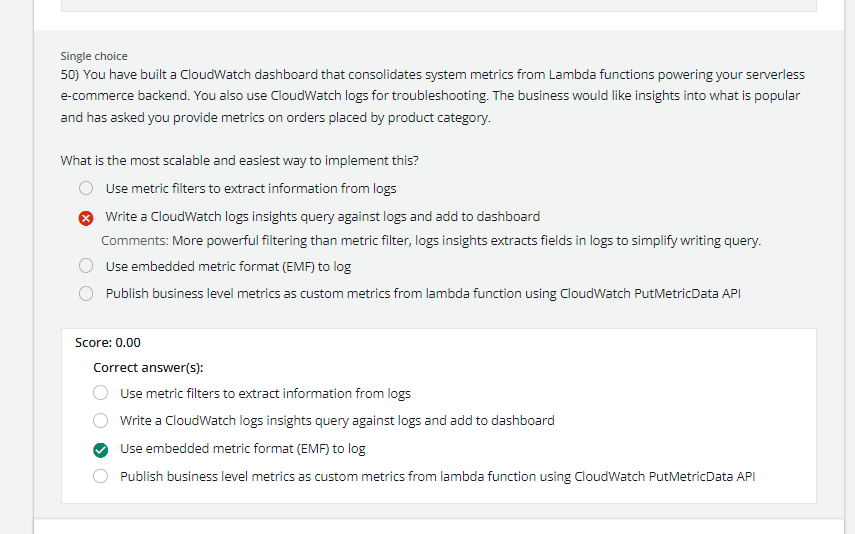 Single choice
50) You have built a CloudWatch dashboard that consolidates system metrics from Lambda functions powering your serverless
e-commerce backend. You also use CloudWatch logs for troubleshooting. The business would like insights into what is popular
and has asked you provide metrics on orders placed by product category.
What is the most scalable and easiest way to implement this?
Use metric filters to extract information from logs
Write a CloudWatch logs insights query against logs and add to dashboard
Comments: More powerful filtering than metric filter, logs insights extracts fields in logs to simplify writing query.
Use embedded metric format (EMF) to log
Publish business level metrics as custom metrics from lambda function using CloudWatch PutMetricData API
Score: 0.00
Correct answer(s):
Use metric filters to extract information from logs
Write a CloudWatch logs insights query against logs and add to dashboard
Use embedded metric format (EMF) to log
Publish business level metrics as custom metrics from lambda function using CloudWatch PutMetricData API